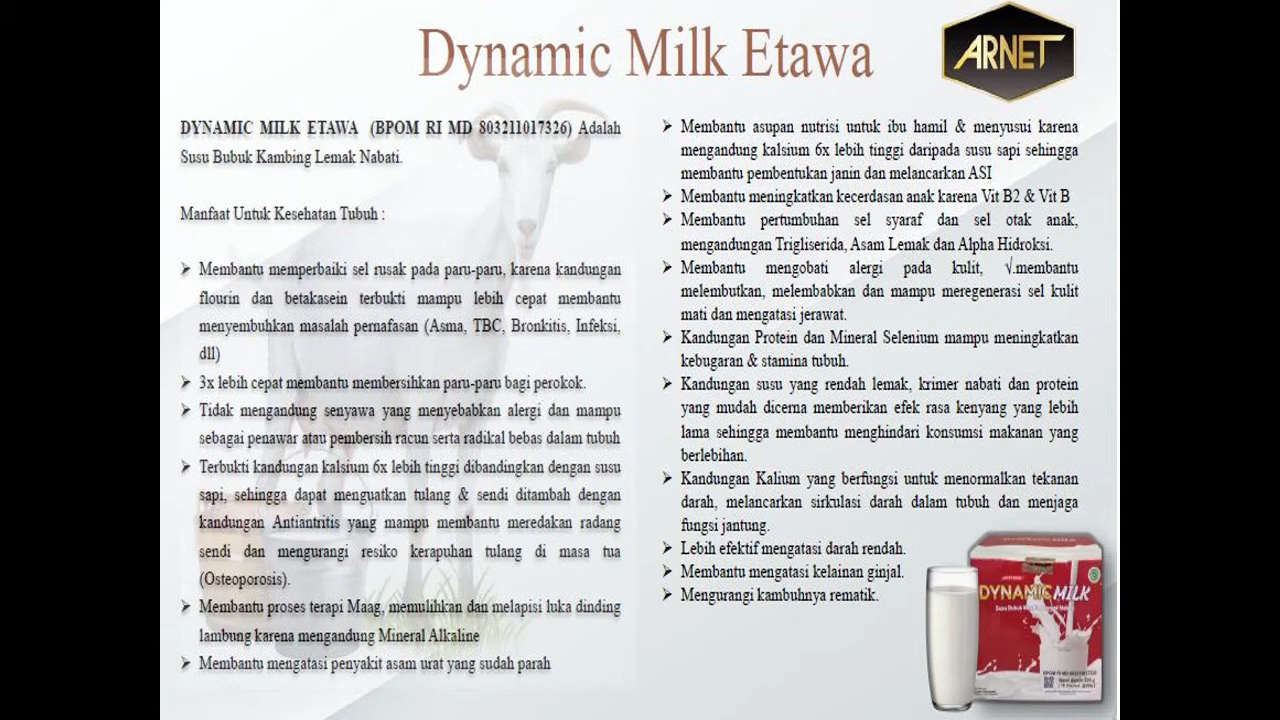 Dynamic Milk Etawa
ARNET
DYNAMIC MILK ETAWA (BPOM RI MD 803211017326) Adalah
Susu Bubuk Kambing Lemak Nabati.
Manfaat Untuk Kesehatan Tubuh :
➤ Membantu memperbaiki sel rusak pada paru-paru, karena kandungan
flourin dan betakasein terbukti mampu lebih cepat membantu
menyembuhkan masalah pernafasan (Asma, TBC, Bronkitis, Infeksi,
dll)
➤ 3x lebih cepat membantu membersihkan paru-paru bagi perokok.
➤ Tidak mengandung senyawa yang menyebabkan alergi dan mampu
sebagai penawar atau pembersih racun serta radikal bebas dalam tubuh
➤ Terbukti kandungan kalsium 6x lebih tinggi dibandingkan dengan susu
sapi, sehingga dapat menguatkan tulang & sendi ditambah dengan
kandungan Antiantritis yang mampu membantu meredakan radang
sendi dan mengurangi resiko kerapuhan tulang di masa tua
(Osteoporosis).
➤ Membantu proses terapi Maag, memulihkan dan melapisi luka dinding
lambung karena mengandung Mineral Alkaline
➤ Membantu mengatasi penyakit asam urat yang sudah parah
➤ Membantu asupan nutrisi untuk ibu hamil & menyusui karena
mengandung kalsium 6x lebih tinggi daripada susu sapi sehingga
membantu pembentukan janin dan melancarkan ASI
➤ Membantu meningkatkan kecerdasan anak karena Vit B2 & Vit B
➤ Membantu pertumbuhan sel syaraf dan sel otak anak,
mengandungan Trigliserida, Asam Lemak dan Alpha Hidroksi.
➤ Membantu mengobati alergi pada kulit, √.membantu
melembutkan, melembabkan dan mampu meregenerasi sel kulit
mati dan mengatasi jerawat.
➤ Kandungan Protein dan Mineral Selenium mampu meningkatkan
kebugaran & stamina tubuh.
➤ Kandungan susu yang rendah lemak, krimer nabati dan protein
yang mudah dicerna memberikan efek rasa kenyang yang lebih
lama sehingga membantu menghindari konsumsi makanan yang
berlebihan.
➤ Kandungan Kalium yang berfungsi untuk menormalkan tekanan
darah, melancarkan sirkulasi darah dalam tubuh dan menjaga
fungsi jantung.
➤ Lebih efektif mengatasi darah rendah.
➤ Membantu mengatasi kelainan ginjal.
➤ Mengurangi kambuhnya rematik.
DYNAMIC MILK
Susu Bubuk
BPOM RI MD